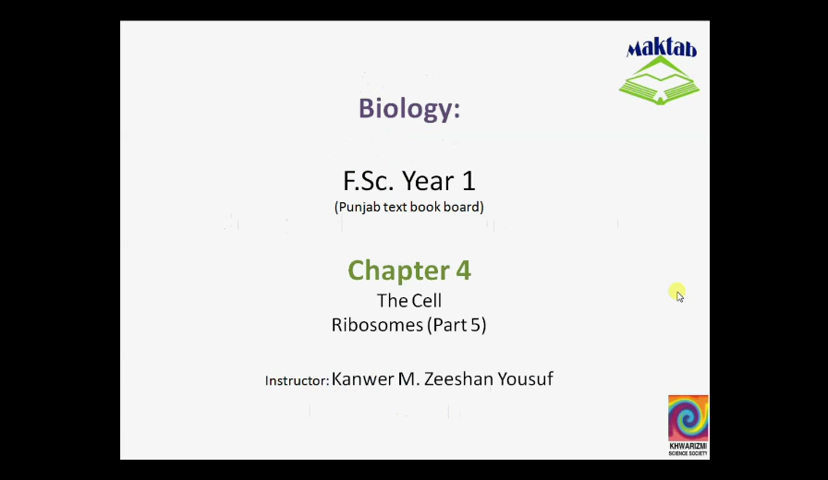 Maktab
Biology:
F.Sc. Year 1
(Punjab text book board)
Chapter 4
The Cell
Ribosomes (Part 5)
Instructor: Kanwer M. Zeeshan Yousuf
KHWARIZMI
SCIENCE SOCIETY